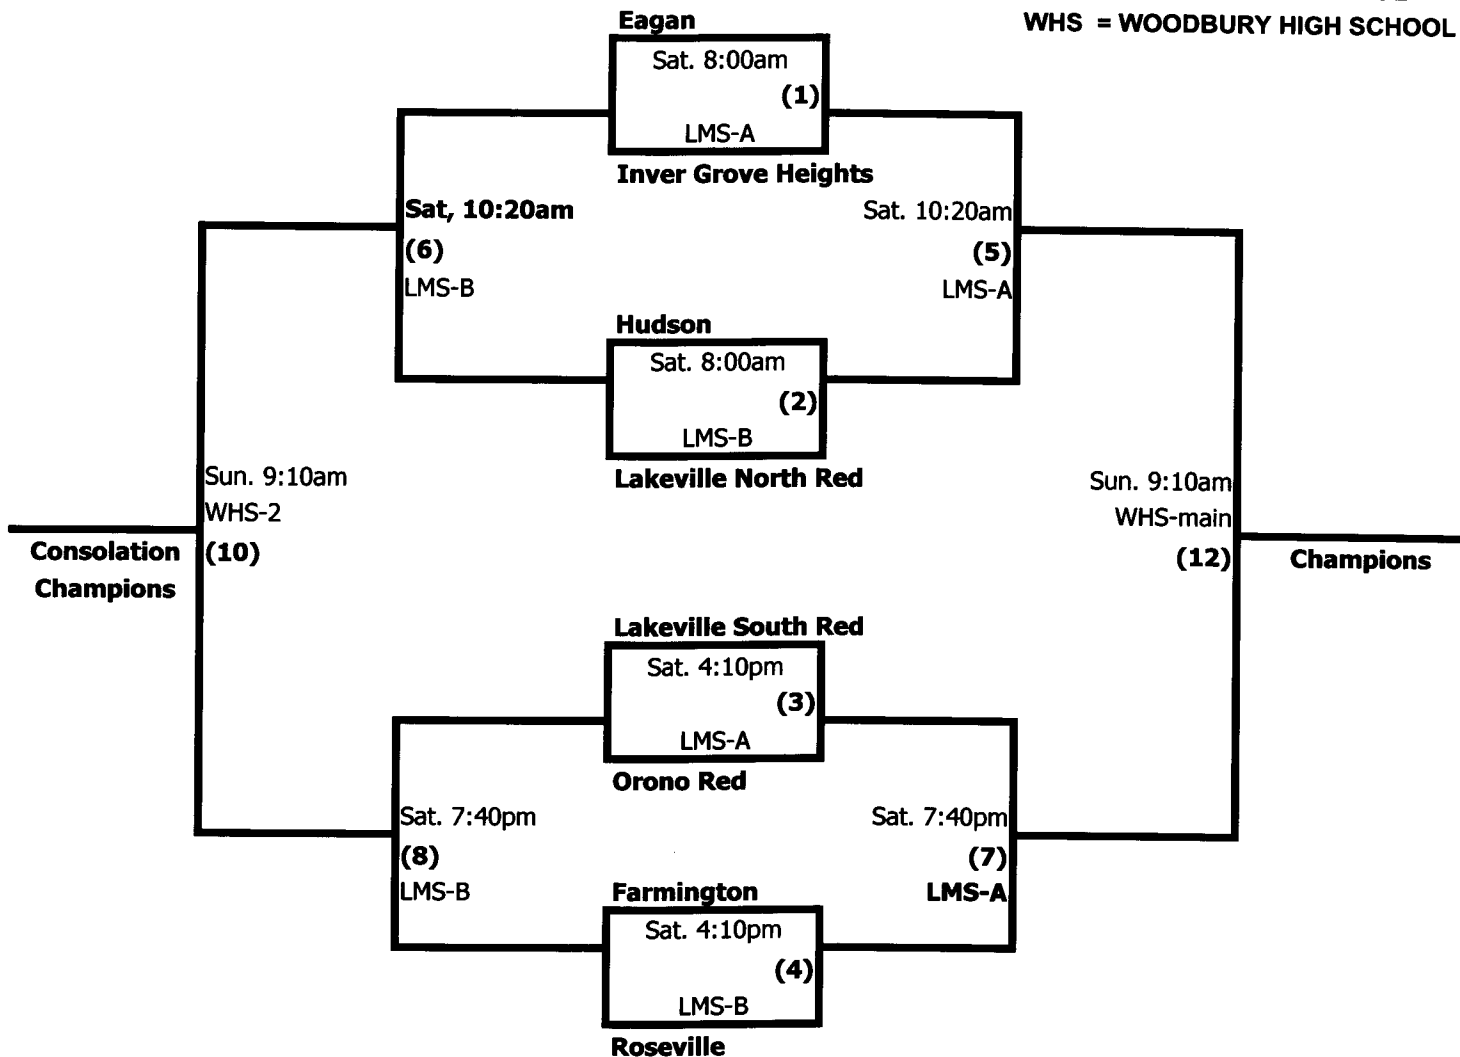 WHS = WOODBURY HIGH SCHOOL
Eagan
Sat. 8:00am
(1)
LMS-A
Inver Grove Heights
Sat, 10:20am
(6)
LMS-B
Sat. 10:20am
(5)
LMS-A
Hudson
Sat. 8:00am
(2)
LMS-B
Lakeville North Red
Sun. 9:10am
WHS-2
(10)
Consolation
Champions
Sun. 9:10am
WHS-main
(12)
Champions
Lakeville South Red
Sat. 4:10pm
(3)
LMS-A
Orono Red
Sat. 7:40pm
(8)
LMS-B
Sat. 7:40pm
(7)
LMS-A
Farmington
Sat. 4:10pm
(4)
LMS-B
Roseville